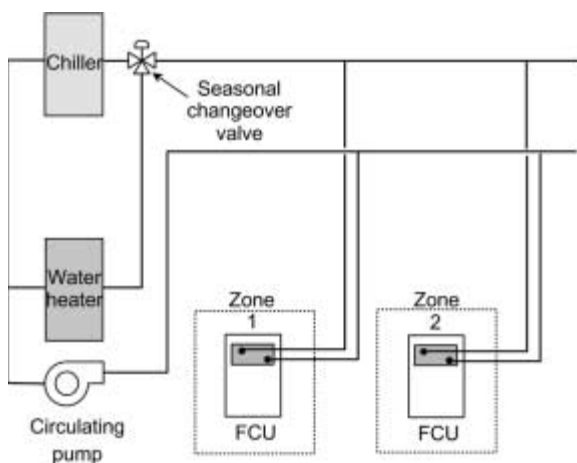 Chiller
Seasonal
changeover
valve
Water
heater
Zone
1
FCU
Zone
2
FCU
Circulating
pump